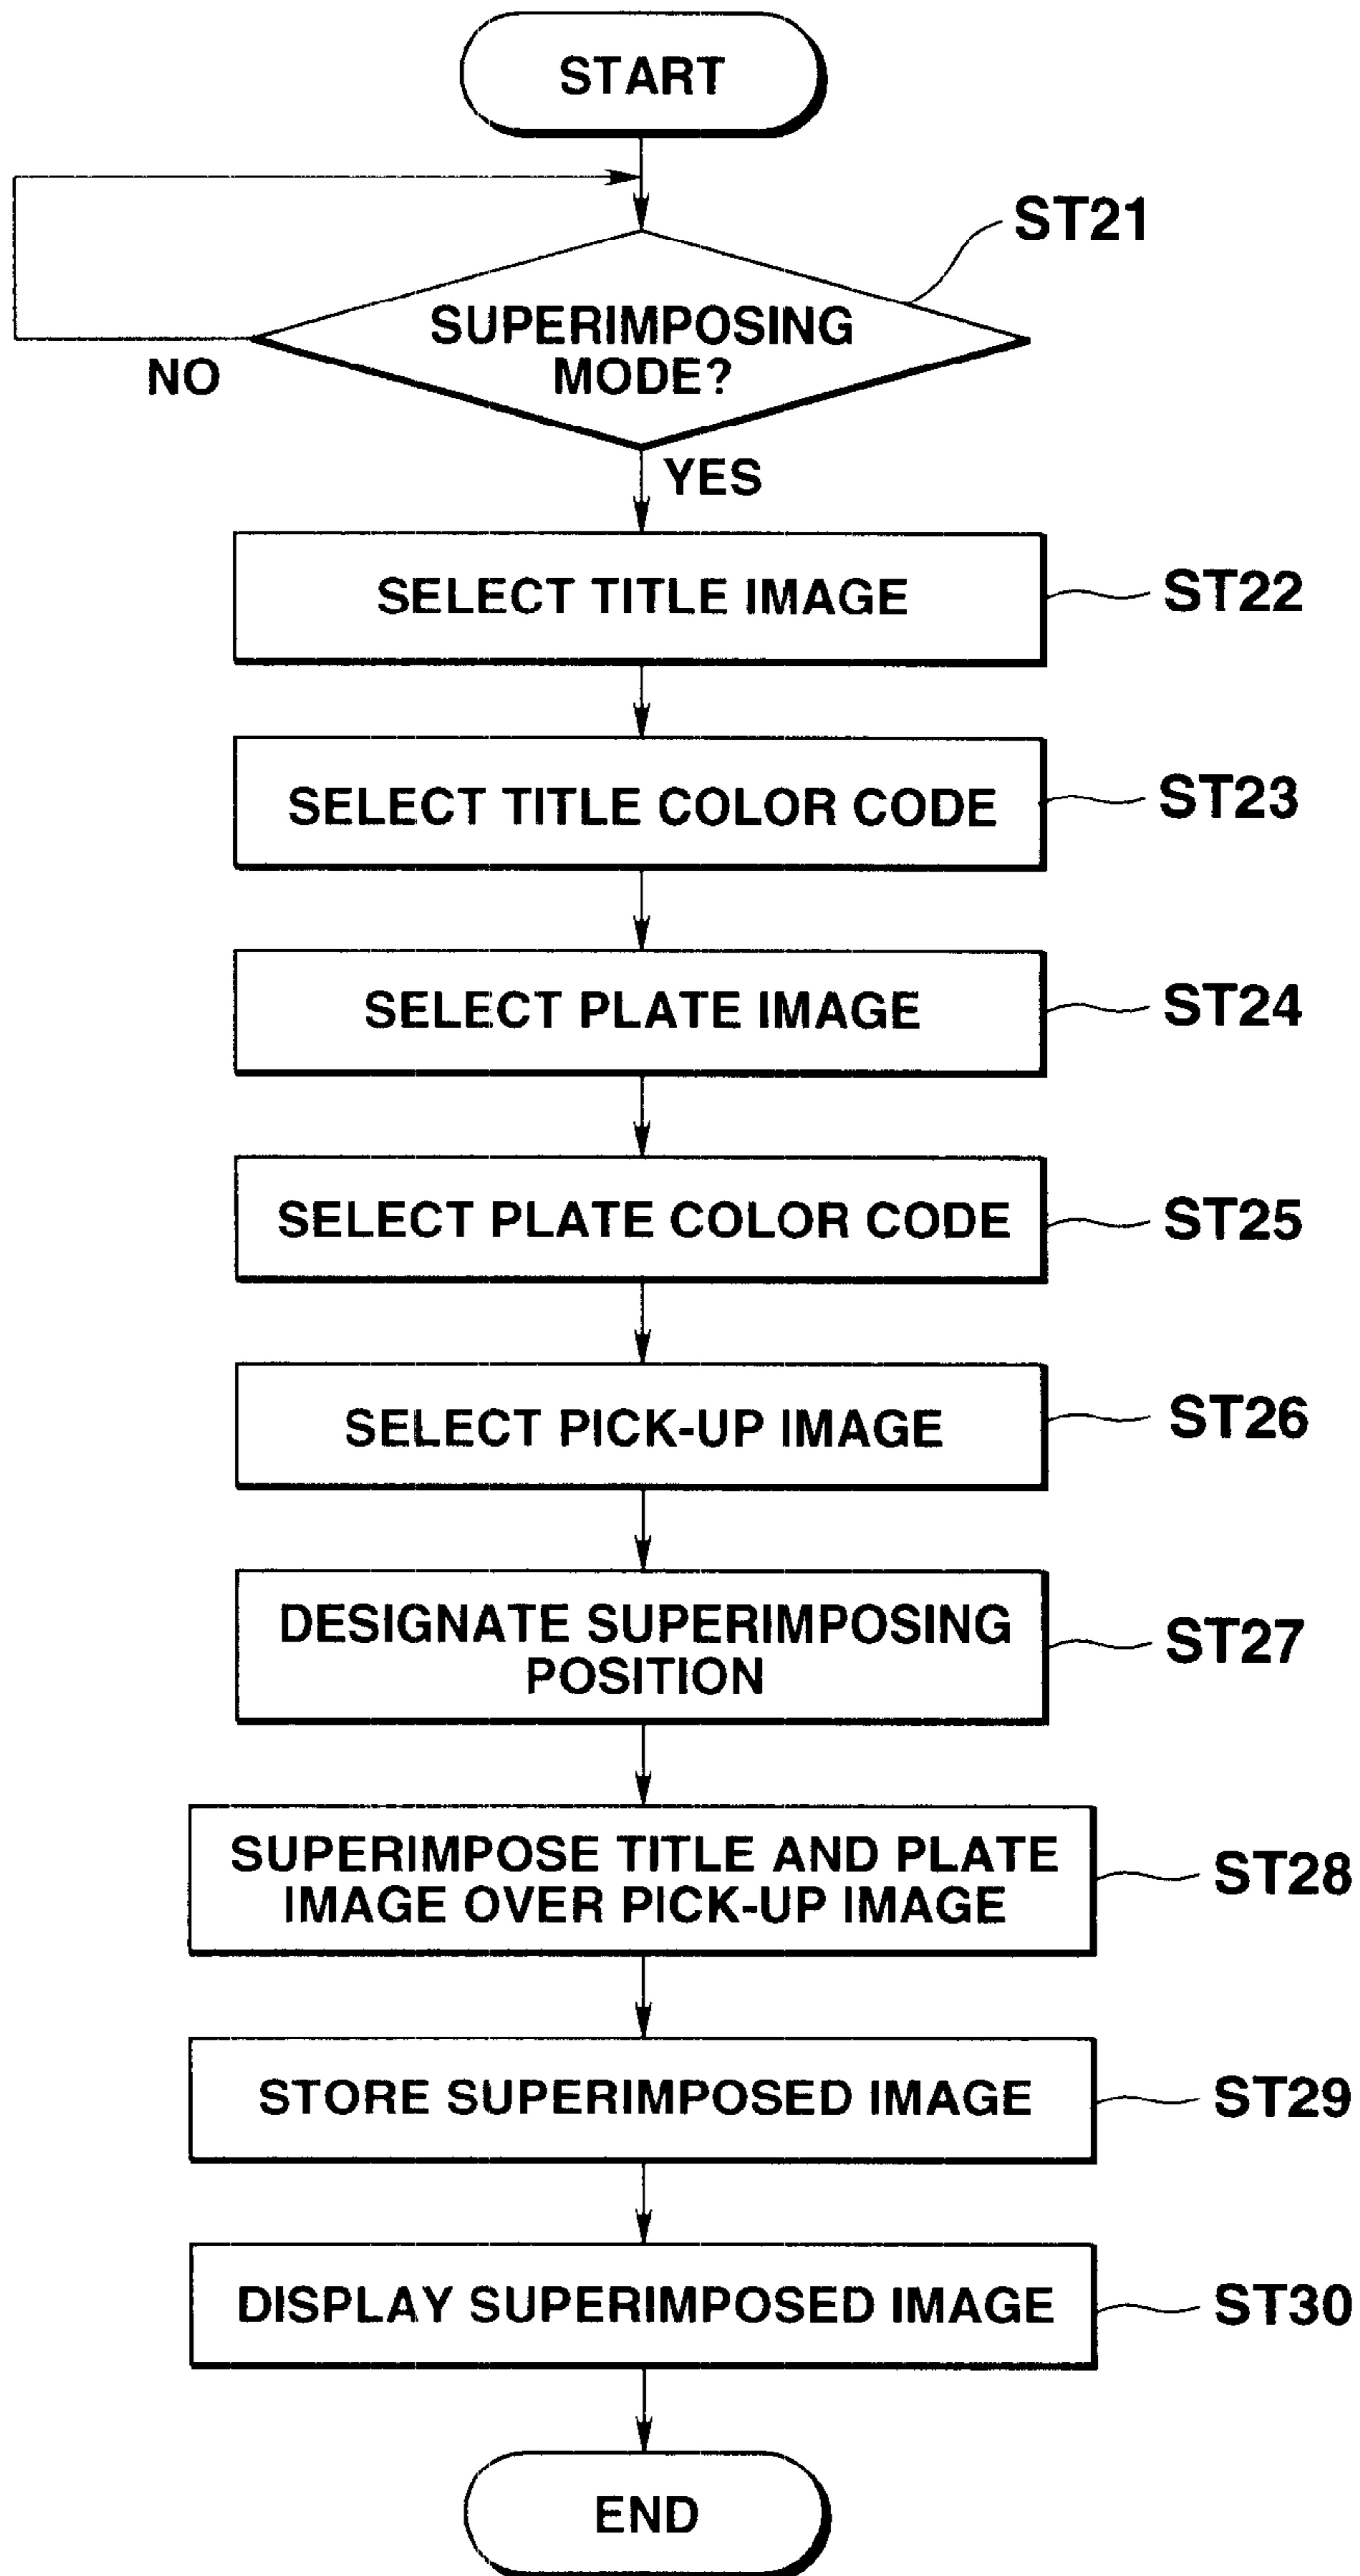 START
ST21
SUPERIMPOSING
MODE?
NO
YES
SELECT TITLE IMAGE
ST22
SELECT TITLE COLOR CODE
ST23
SELECT PLATE IMAGE
ST24
SELECT PLATE COLOR CODE
ST25
SELECT PICK-UP IMAGE
ST26
DESIGNATE SUPERIMPOSING
POSITION
ST27
SUPERIMPOSE TITLE AND PLATE
IMAGE OVER PICK-UP IMAGE
ST28
STORE SUPERIMPOSED IMAGE
ST29
DISPLAY SUPERIMPOSED IMAGE
ST30
END